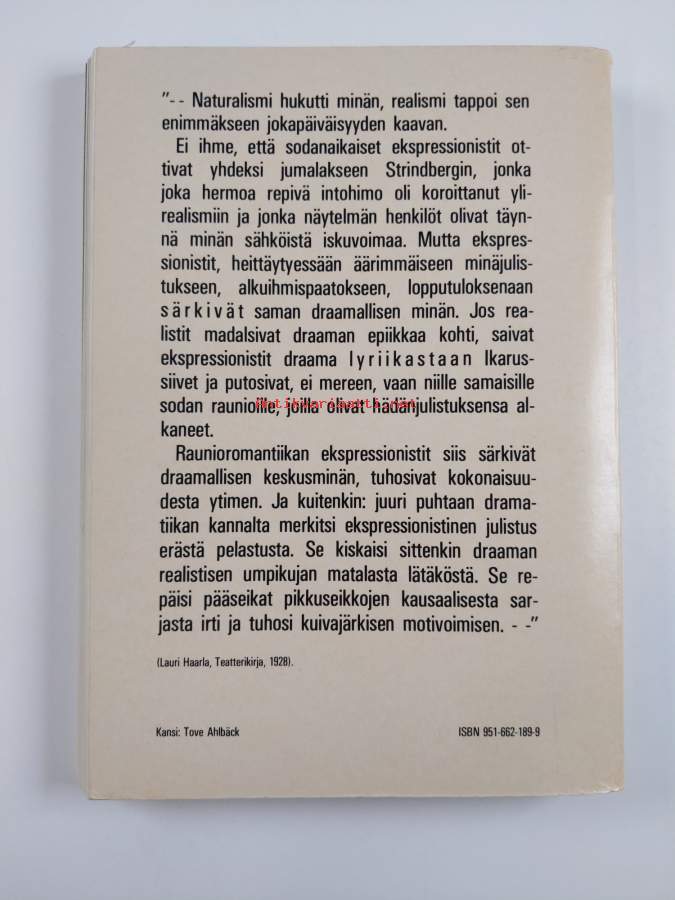 "- - Naturalismi hukutti minän, realismi tappoi sen
enimmäkseen jokapäiväisyyden kaavan.
Ei ihme, että sodanaikaiset ekspressionistit ot-
tivat yhdeksi jumalakseen Strindbergin, jonka
joka hermoa repivä intohimo oli koroittanut yli-
realismiin ja jonka näytelmän henkilöt olivat täyn-
nä minän sähköistä iskuvoimaa. Mutta ekspres-
sionistit, heittäytyessään äärimmäiseen minäjulis-
tukseen, alkuihmispaatokseen, lopputuloksenaan
särkivät saman draamallisen minän. Jos rea-
listit madalsivat draaman epiikkaa kohti, saivat
ekspressionistit draama lyriikastaan Ikarus-
siivet ja putosivat, ei mereen, vaan niille samaisille
sodan raunioille, joilla olivat hädänjulistuksensa al-
Antikvariaatti.net
kaneet.
Raunioromantiikan ekspressionistit siis särkivät
draamallisen keskusminän, tuhosivat kokonaisuu-
desta ytimen. Ja kuitenkin: juuri puhtaan drama-
tiikan kannalta merkitsi ekspressionistinen julistus
erästä pelastusta. Se kiskaisi sittenkin draaman
realistisen umpikujan matalasta lätäköstä. Se re-
päisi pääseikat pikkuseikkojen kausaalisesta sar-
jasta irti ja tuhosi kuivajärkisen motivoimisen. - -"
(Lauri Haarla, Teatterikirja, 1928).
Kansi: Tove Ahlbäck
ISBN 951-662-189-9